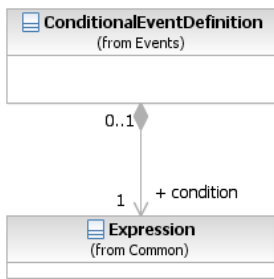 ConditionalEventDefinition
(from Events)
0..1
1
+ condition
Expression
(from Common)